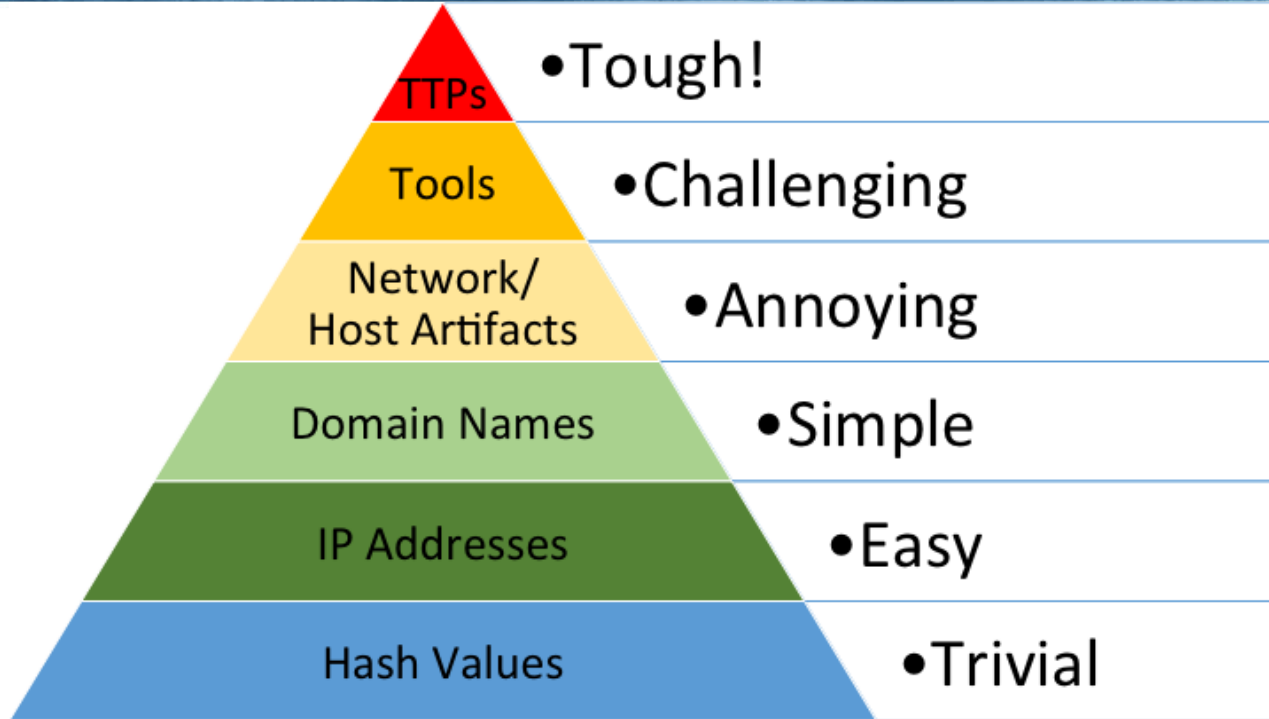 TTPs
•Tough!
Tools
•Challenging
Network/
Host Artifacts
•Annoying
Domain Names
•Simple
IP Addresses
•Easy
Hash Values
•Trivial